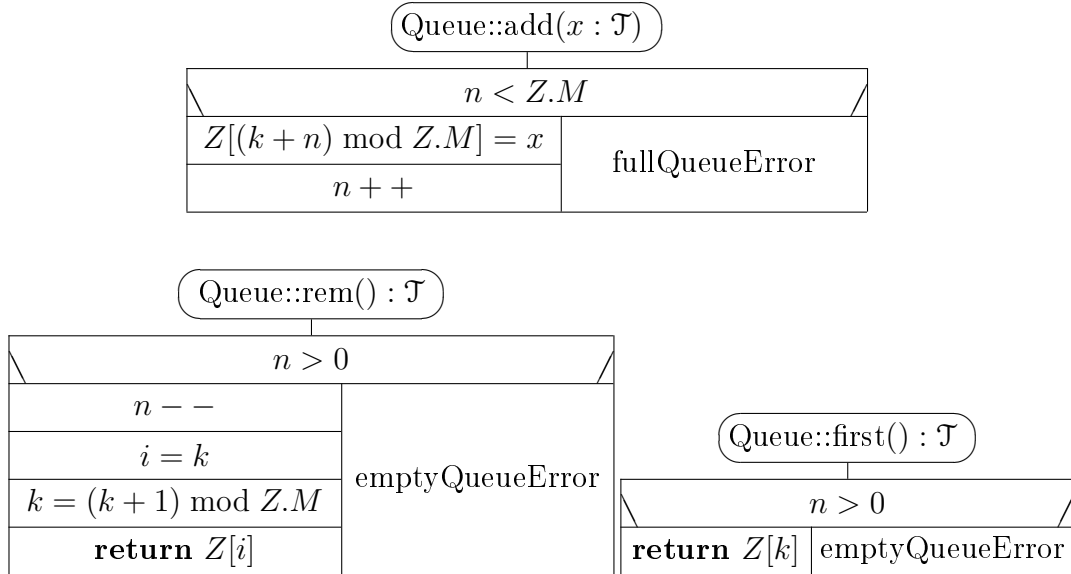 Queue::add(x : 𝒯)
n < Z.M
Z[(k + n) mod Z.M] = x
n + +
fullQueueError
Queue::rem() : 𝒯
n > 0
n − −
i = k
k = (k + 1) mod Z.M
return Z[i]
emptyQueueError
Queue::first() : 𝒯
n > 0
return Z[k]
emptyQueueError